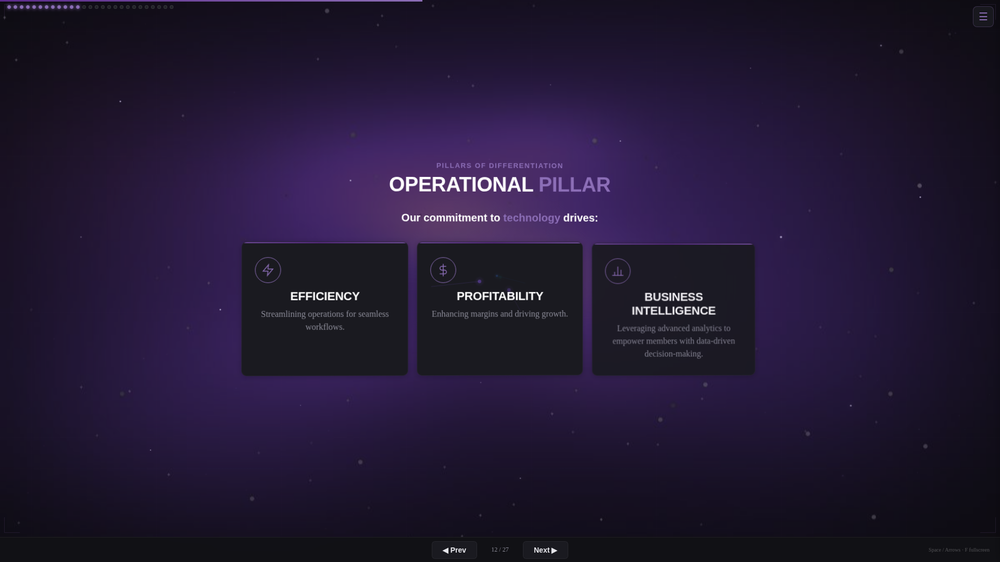 PILLARS OF DIFFERENTIATION
OPERATIONAL PILLAR
Our commitment to technology drives:
EFFICIENCY
Streamlining operations for seamless
workflows.
PROFITABILITY
Enhancing margins and driving growth.
BUSINESS
INTELLIGENCE
Leveraging advanced analytics to
empower members with data-driven
decision-making.
◀ Prev
12 / 27
Next ▶
Space / Arrows · F fullscreen